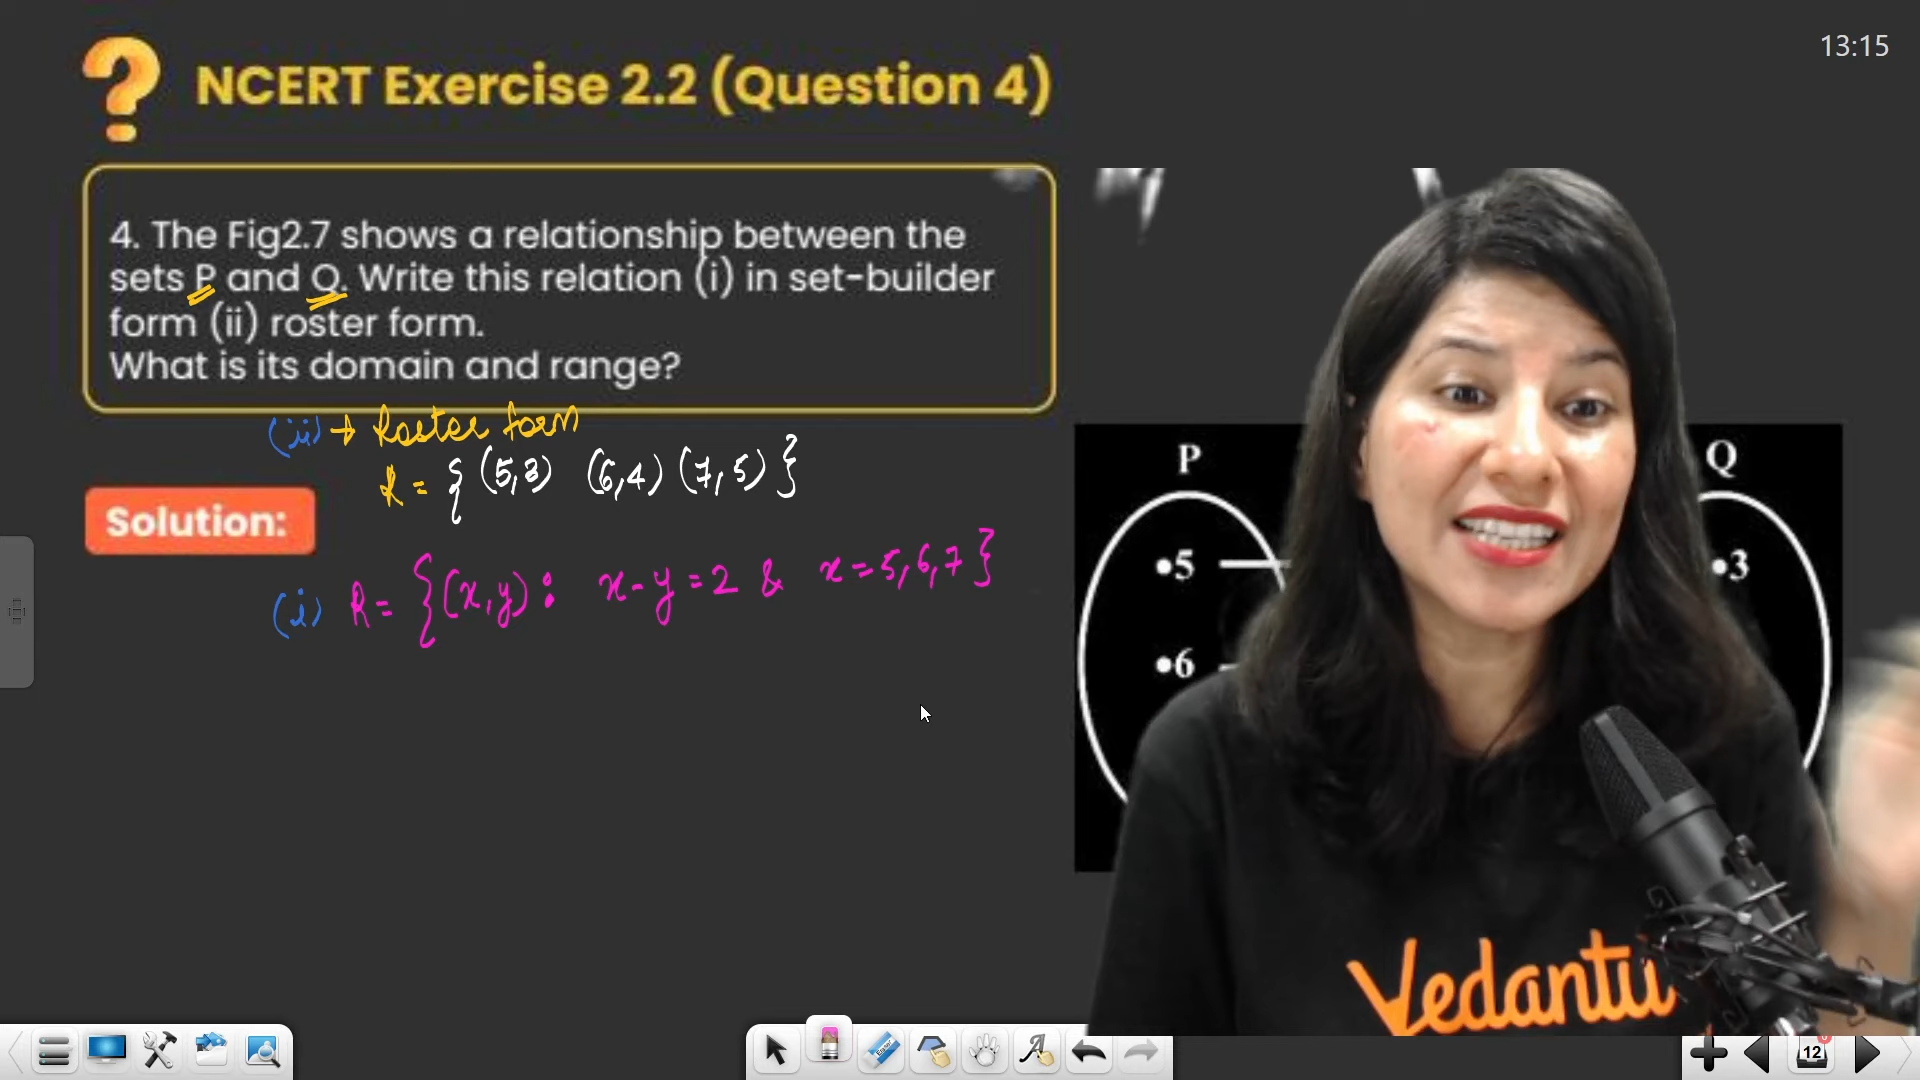 13:15
NCERT Exercise 2.2 (Question 4)
4. The Fig2.7 shows a relationship between the
sets P and Q. Write this relation (i) in set-builder
form (ii) roster form.
What is its domain and range?
(ii) → Roster form
R = { (5,3) (6,4) (7,5) }
Solution:
(i) R = { (x,y) : x-y=2 & x=5,6,7 }
P Q
•5 •3
•6
Vedantu
12